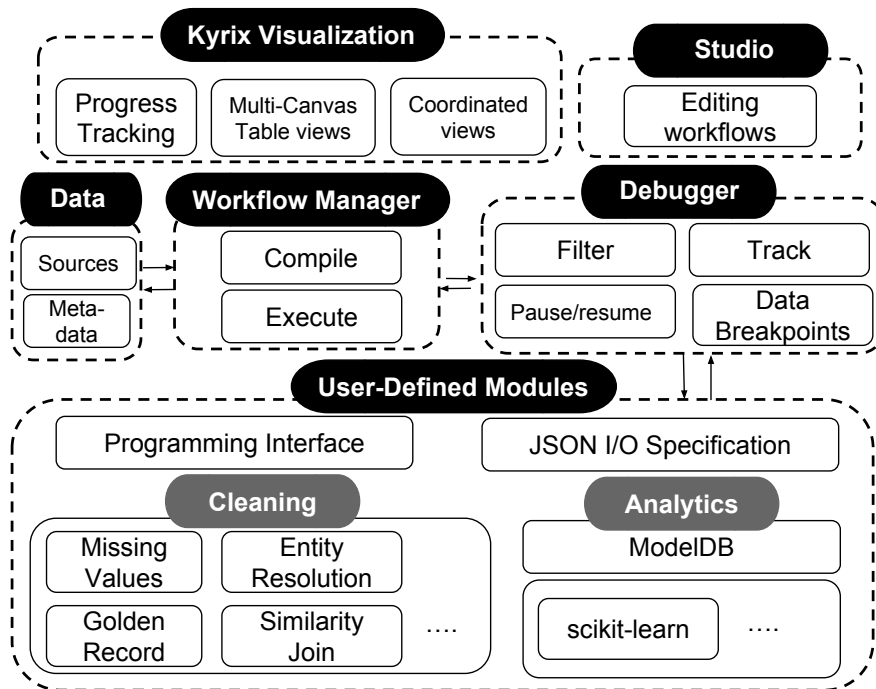 Kyrix Visualization
Progress
Tracking
Multi-Canvas
Table views
Coordinated
views
Studio
Editing
workflows
Data
Sources
Meta-
data
Workflow Manager
Compile
Execute
Debugger
Filter
Track
Pause/resume
Data
Breakpoints
User-Defined Modules
Programming Interface
JSON I/O Specification
Cleaning
Missing
Values
Entity
Resolution
Golden
Record
Similarity
Join
....
Analytics
ModelDB
scikit-learn
....